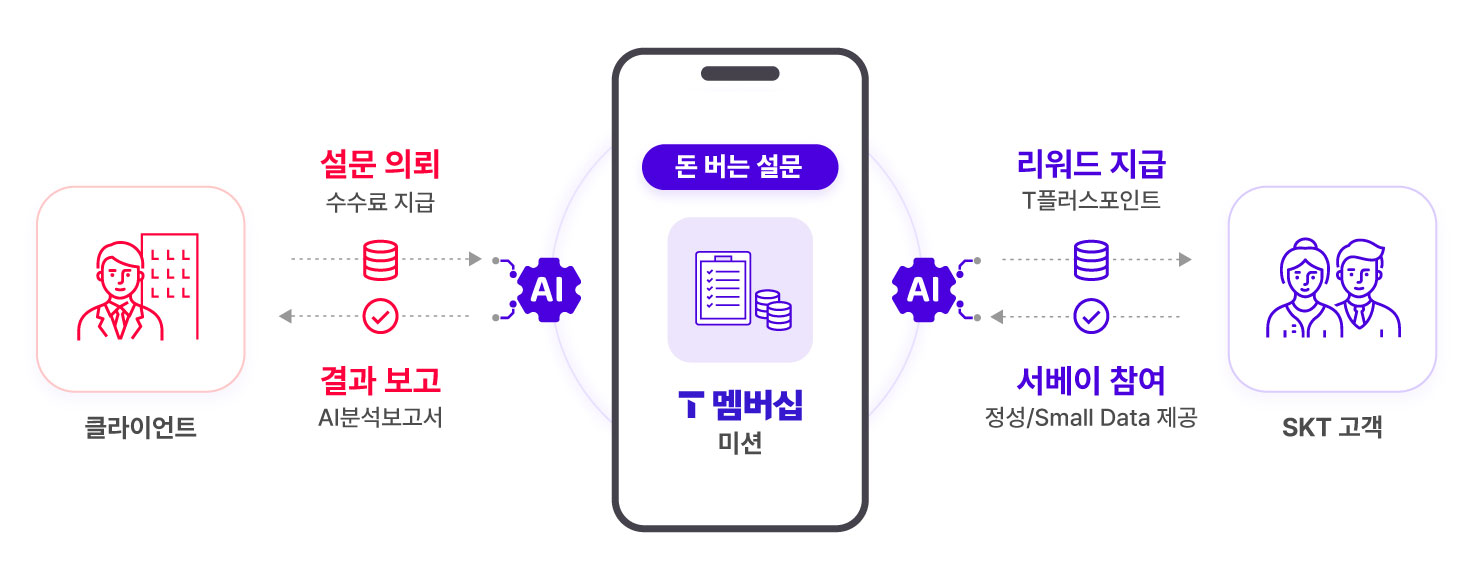 설문 의뢰
수수료 지급
AI
결과 보고
AI분석보고서
클라이언트
돈 버는 설문
T 멤버십
미션
리워드 지급
T플러스포인트
AI
서베이 참여
정성/Small Data 제공
SKT 고객